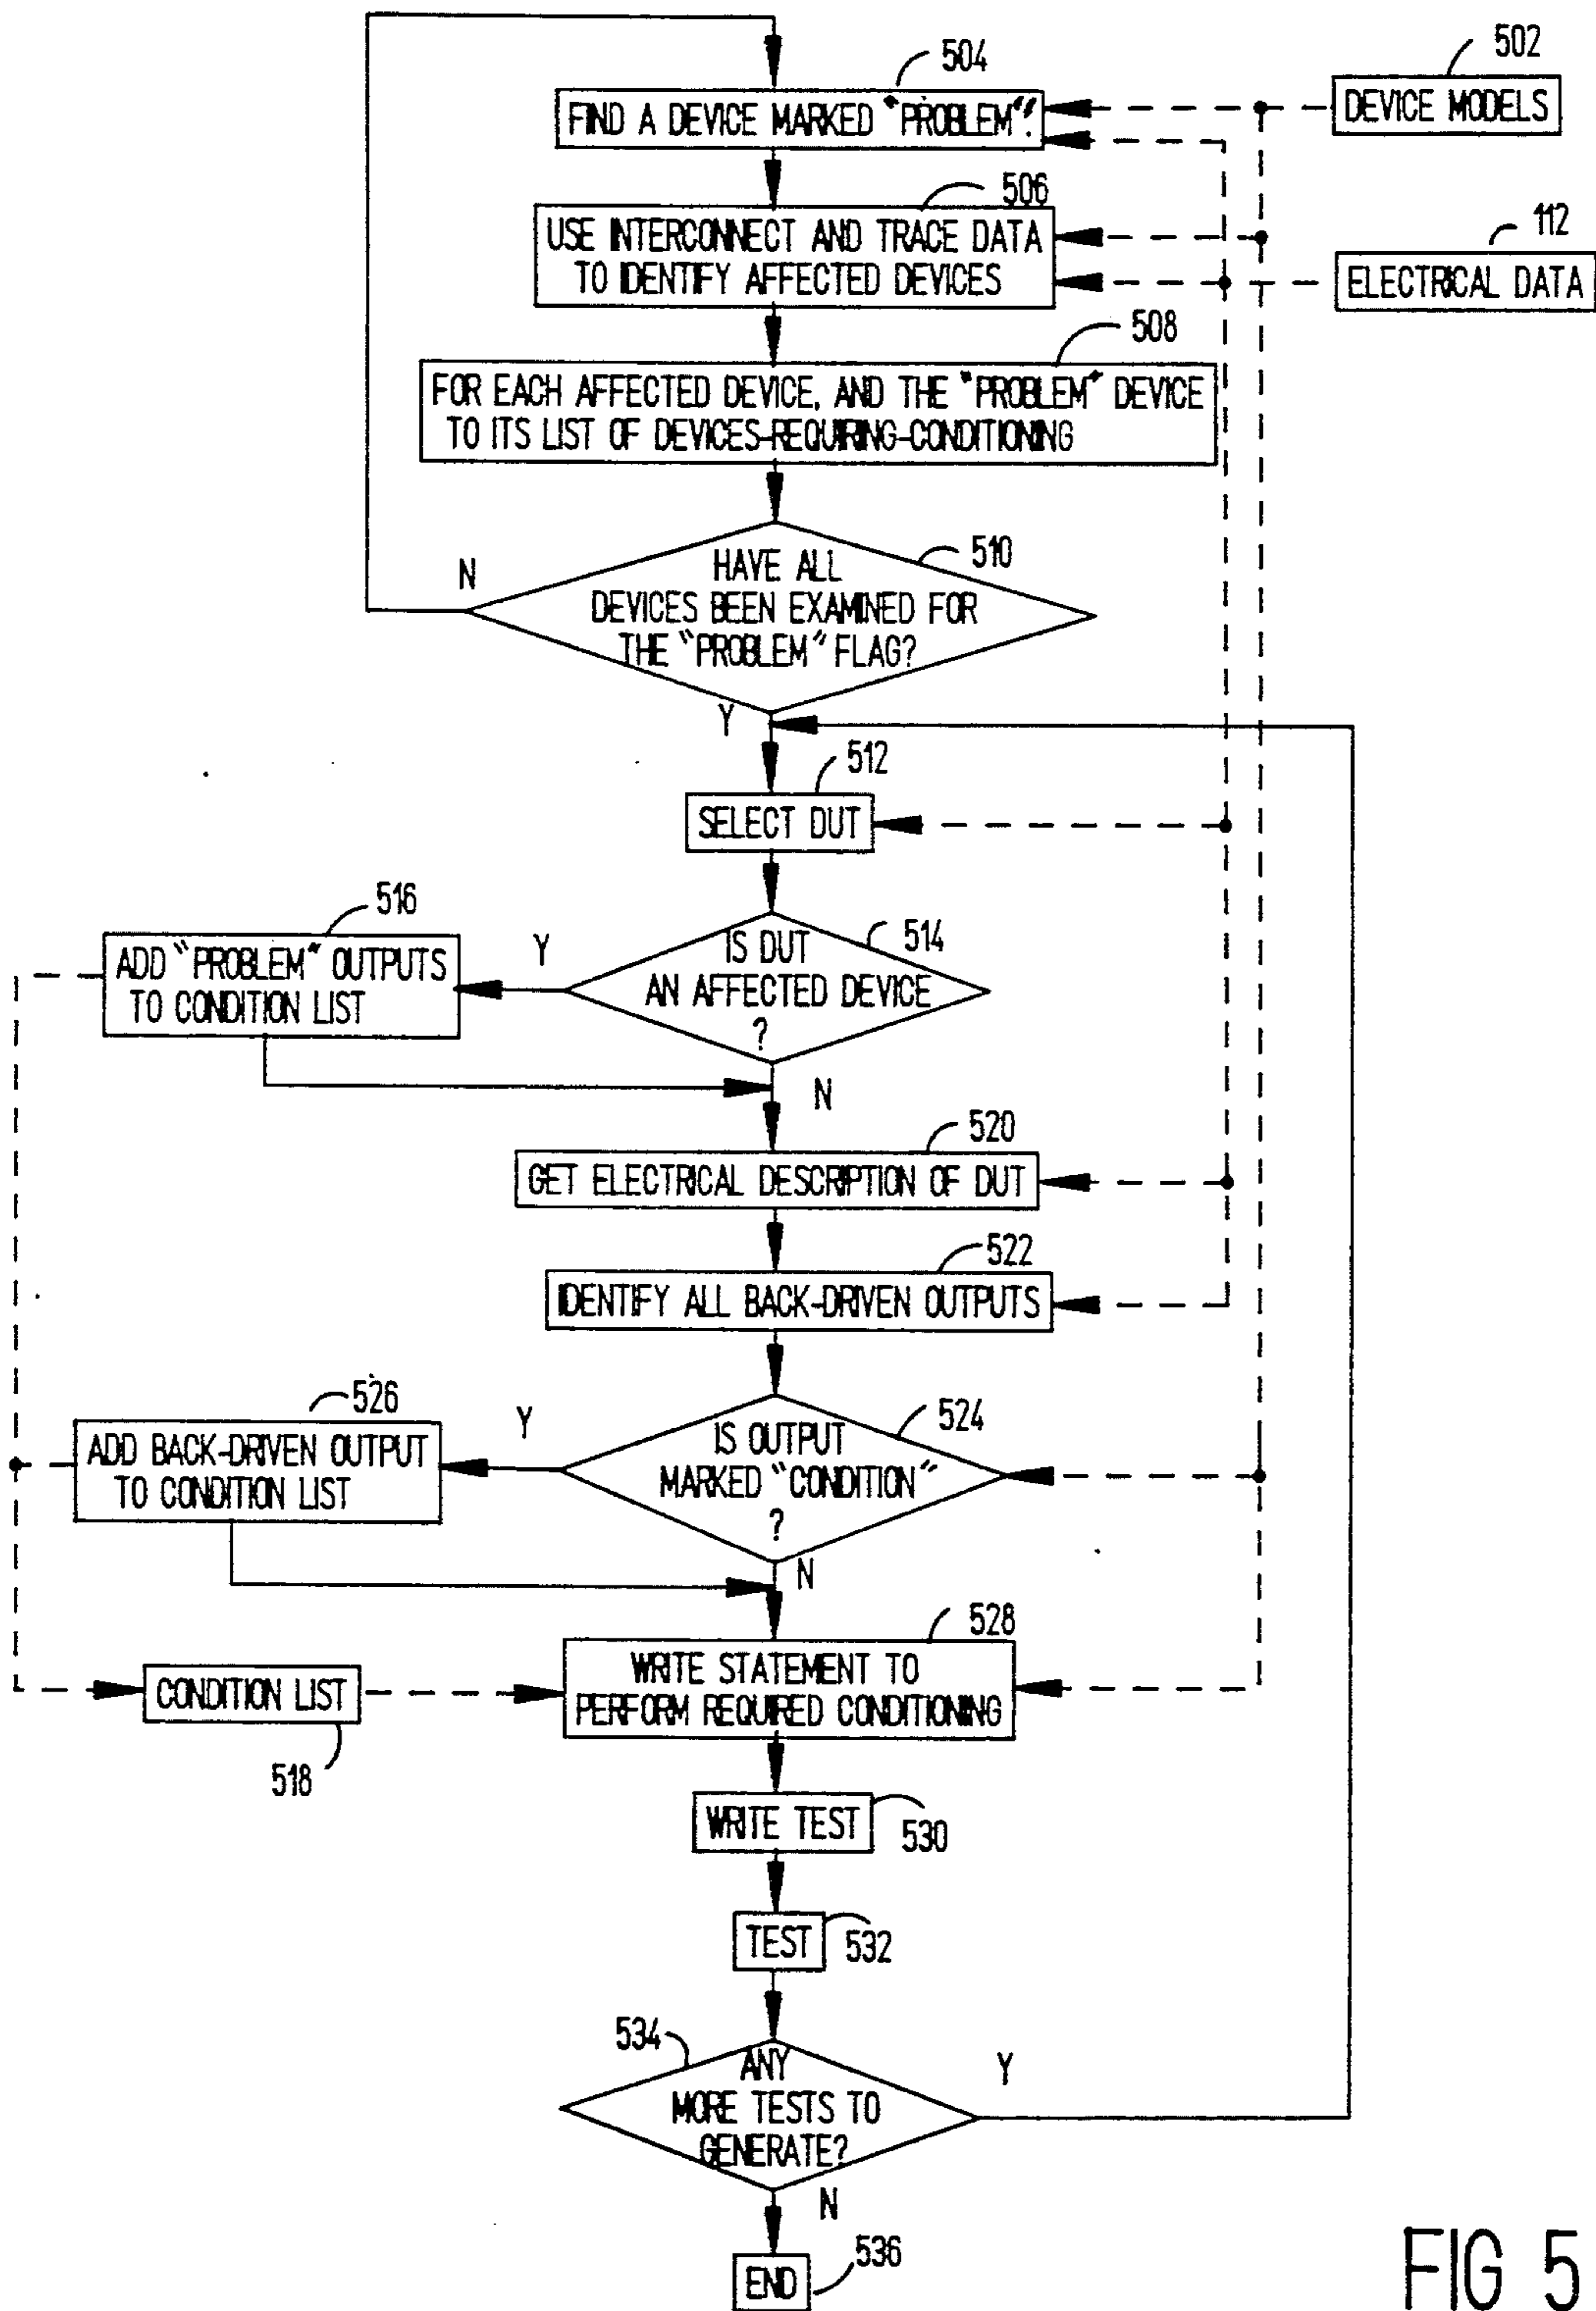 504
502
FIND A DEVICE MARKED "PROBLEM".
DEVICE MODELS
506
USE INTERCONNECT AND TRACE DATA
TO IDENTIFY AFFECTED DEVICES
112
ELECTRICAL DATA
508
FOR EACH AFFECTED DEVICE, AND THE "PROBLEM" DEVICE
TO ITS LIST OF DEVICES-REQUIRING-CONDITIONING
510
N
HAVE ALL
DEVICES BEEN EXAMINED FOR
THE "PROBLEM" FLAG?
Y
512
SELECT DUT
516
ADD "PROBLEM" OUTPUTS
TO CONDITION LIST
Y
514
IS DUT
AN AFFECTED DEVICE
?
N
520
GET ELECTRICAL DESCRIPTION OF DUT
522
IDENTIFY ALL BACK-DRIVEN OUTPUTS
526
ADD BACK-DRIVEN OUTPUT
TO CONDITION LIST
Y
524
IS OUTPUT
MARKED "CONDITION"
?
N
528
WRITE STATEMENT TO
PERFORM REQUIRED CONDITIONING
CONDITION LIST
518
WRITE TEST
530
TEST
532
534
ANY
MORE TESTS TO
GENERATE?
Y
N
END
536
FIG 5